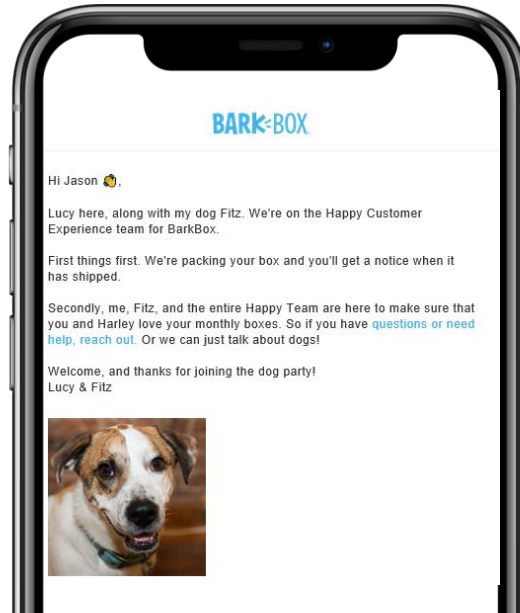 BARK BOX
Hi Jason 👏,
Lucy here, along with my dog Fitz. We're on the Happy Customer
Experience team for BarkBox.
First things first. We're packing your box and you'll get a notice when it
has shipped.
Secondly, me, Fitz, and the entire Happy Team are here to make sure that
you and Harley love your monthly boxes. So if you have questions or need
help, reach out. Or we can just talk about dogs!
Welcome, and thanks for joining the dog party!
Lucy & Fitz